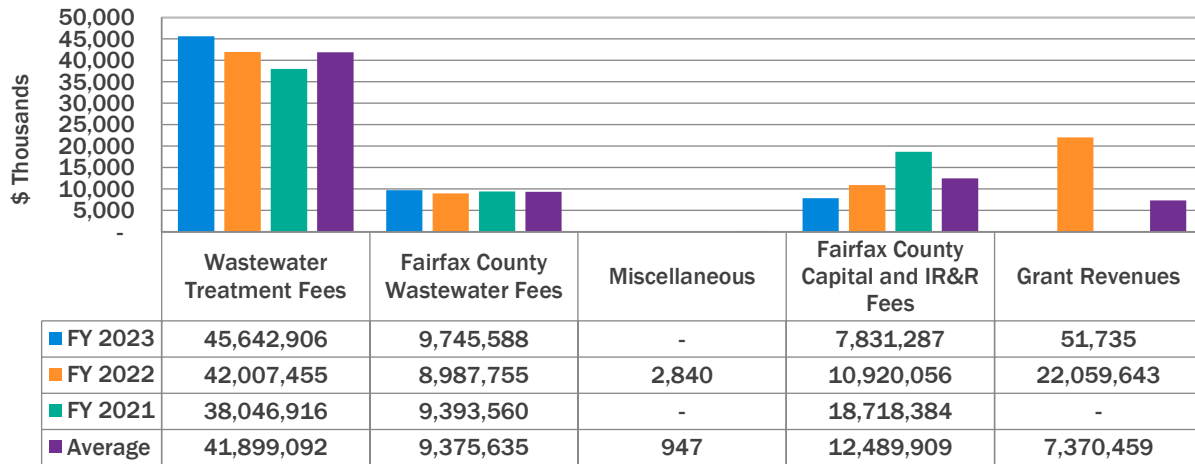 $ Thousands
50,000
45,000
40,000
35,000
30,000
25,000
20,000
15,000
10,000
5,000
-
Wastewater
Treatment Fees
Fairfax County
Wastewater Fees
Miscellaneous
Fairfax County
Capital and IR&R
Fees
Grant Revenues
FY 2023 45,642,906 9,745,588 - 7,831,287 51,735
FY 2022 42,007,455 8,987,755 2,840 10,920,056 22,059,643
FY 2021 38,046,916 9,393,560 - 18,718,384 -
Average 41,899,092 9,375,635 947 12,489,909 7,370,459